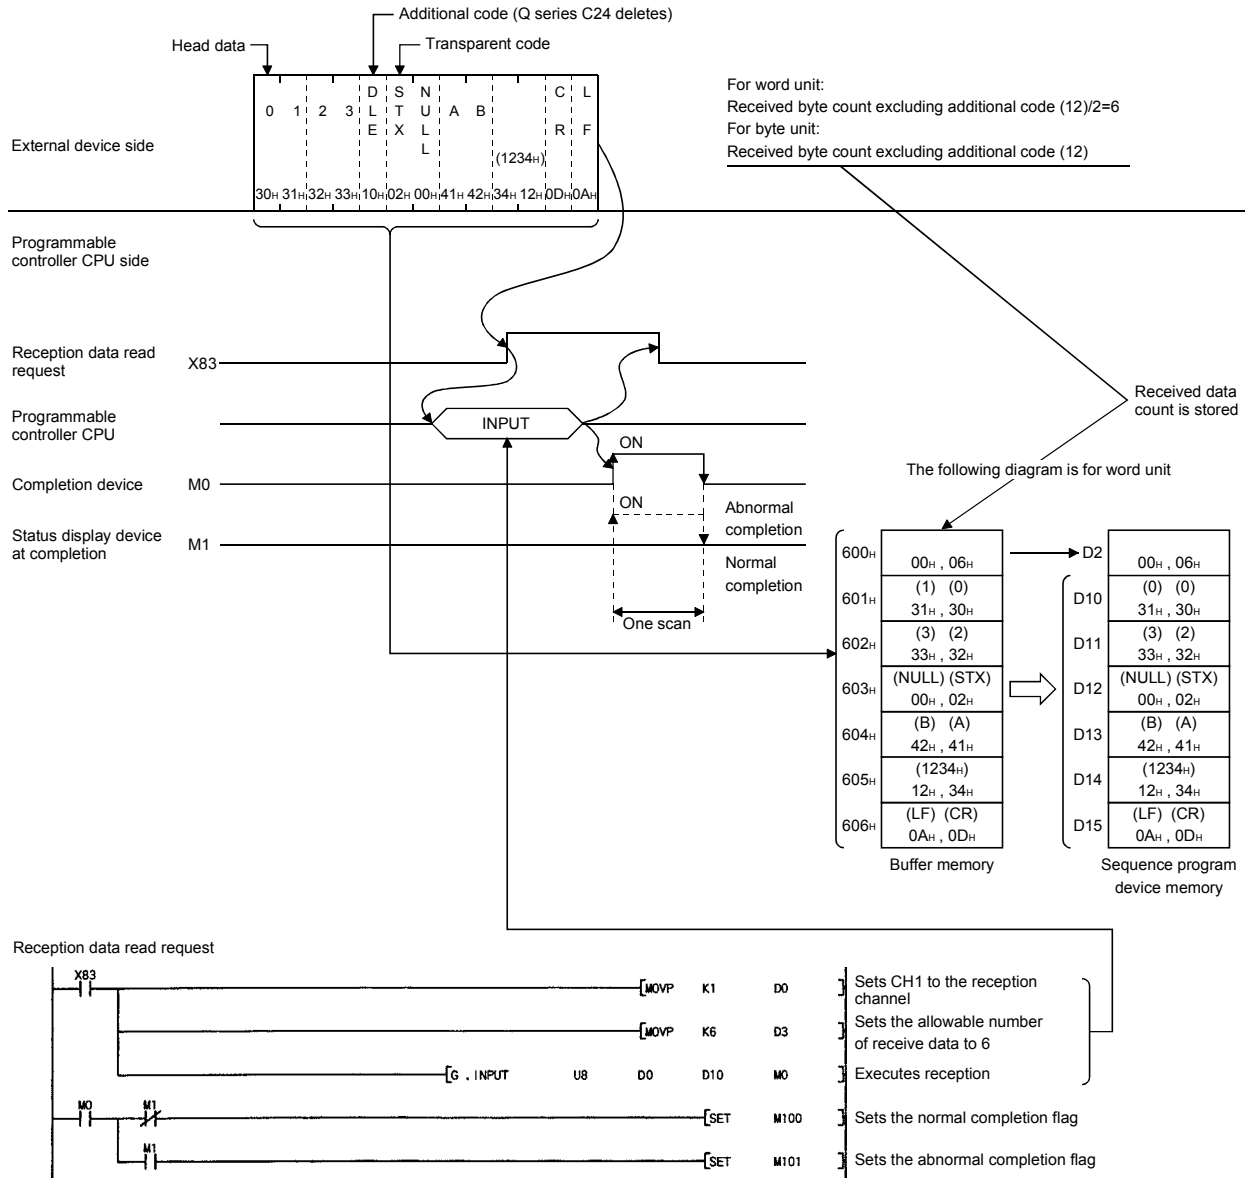 Additional code (Q series C24 deletes)
Head data
Transparent code
0 1 2 3 DLE STX NULL A B (1234H) CR LF
30H 31H 32H 33H 10H 02H 00H 41H 42H 34H 12H 0DH 0AH
External device side
For word unit:
Received byte count excluding additional code (12)/2=6
For byte unit:
Received byte count excluding additional code (12)
Programmable
controller CPU side
Reception data read
request
X83
Programmable
controller CPU
INPUT
Received data
count is stored
ON
Completion device M0
The following diagram is for word unit
ON
Abnormal
completion
Status display device
at completion
M1
Normal
completion
One scan
600H 00H , 06H D2 00H , 06H
601H (1) (0) 31H , 30H D10 (0) (0) 31H , 30H
602H (3) (2) 33H , 32H D11 (3) (2) 33H , 32H
603H (NULL) (STX) 00H , 02H D12 (NULL) (STX) 00H , 02H
604H (B) (A) 42H , 41H D13 (B) (A) 42H , 41H
605H (1234H) 12H , 34H D14 (1234H) 12H , 34H
606H (LF) (CR) 0AH , 0DH D15 (LF) (CR) 0AH , 0DH
Buffer memory
Sequence program
device memory
Reception data read request
X83 MOVP K1 D0 Sets CH1 to the reception
channel
MOVP K6 D3 Sets the allowable number
of receive data to 6
G . INPUT U8 D0 D10 M0 Executes reception
M0 M1 SET M100 Sets the normal completion flag
M1 SET M101 Sets the abnormal completion flag